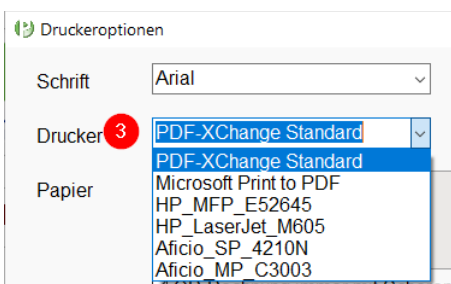 Druckeroptionen
Schrift Arial
Drucker 3 PDF-XChange Standard
PDF-XChange Standard
Papier Microsoft Print to PDF
HP_MFP_E52645
HP_LaserJet_M605
Aficio_SP_4210N
Aficio_MP_C3003